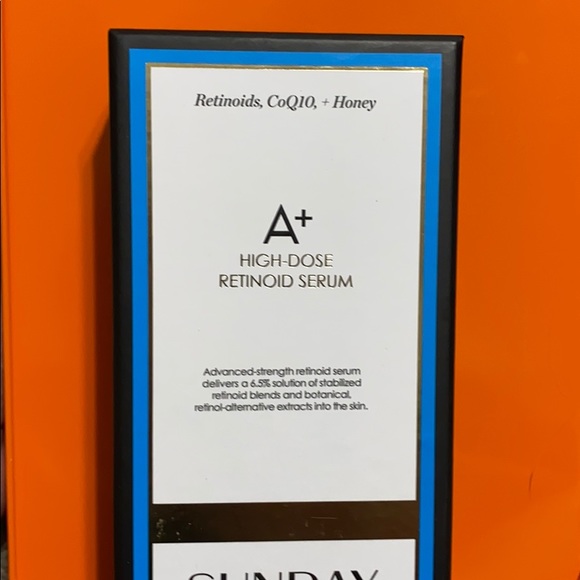 Retinoids, CoQ10, + Honey
A+
HIGH-DOSE
RETINOID SERUM
Advanced-strength retinoid serum
delivers a 6.5% solution of stabilized
retinoid blends and botanical,
retinol-alternative extracts into the skin.
SUNDAY